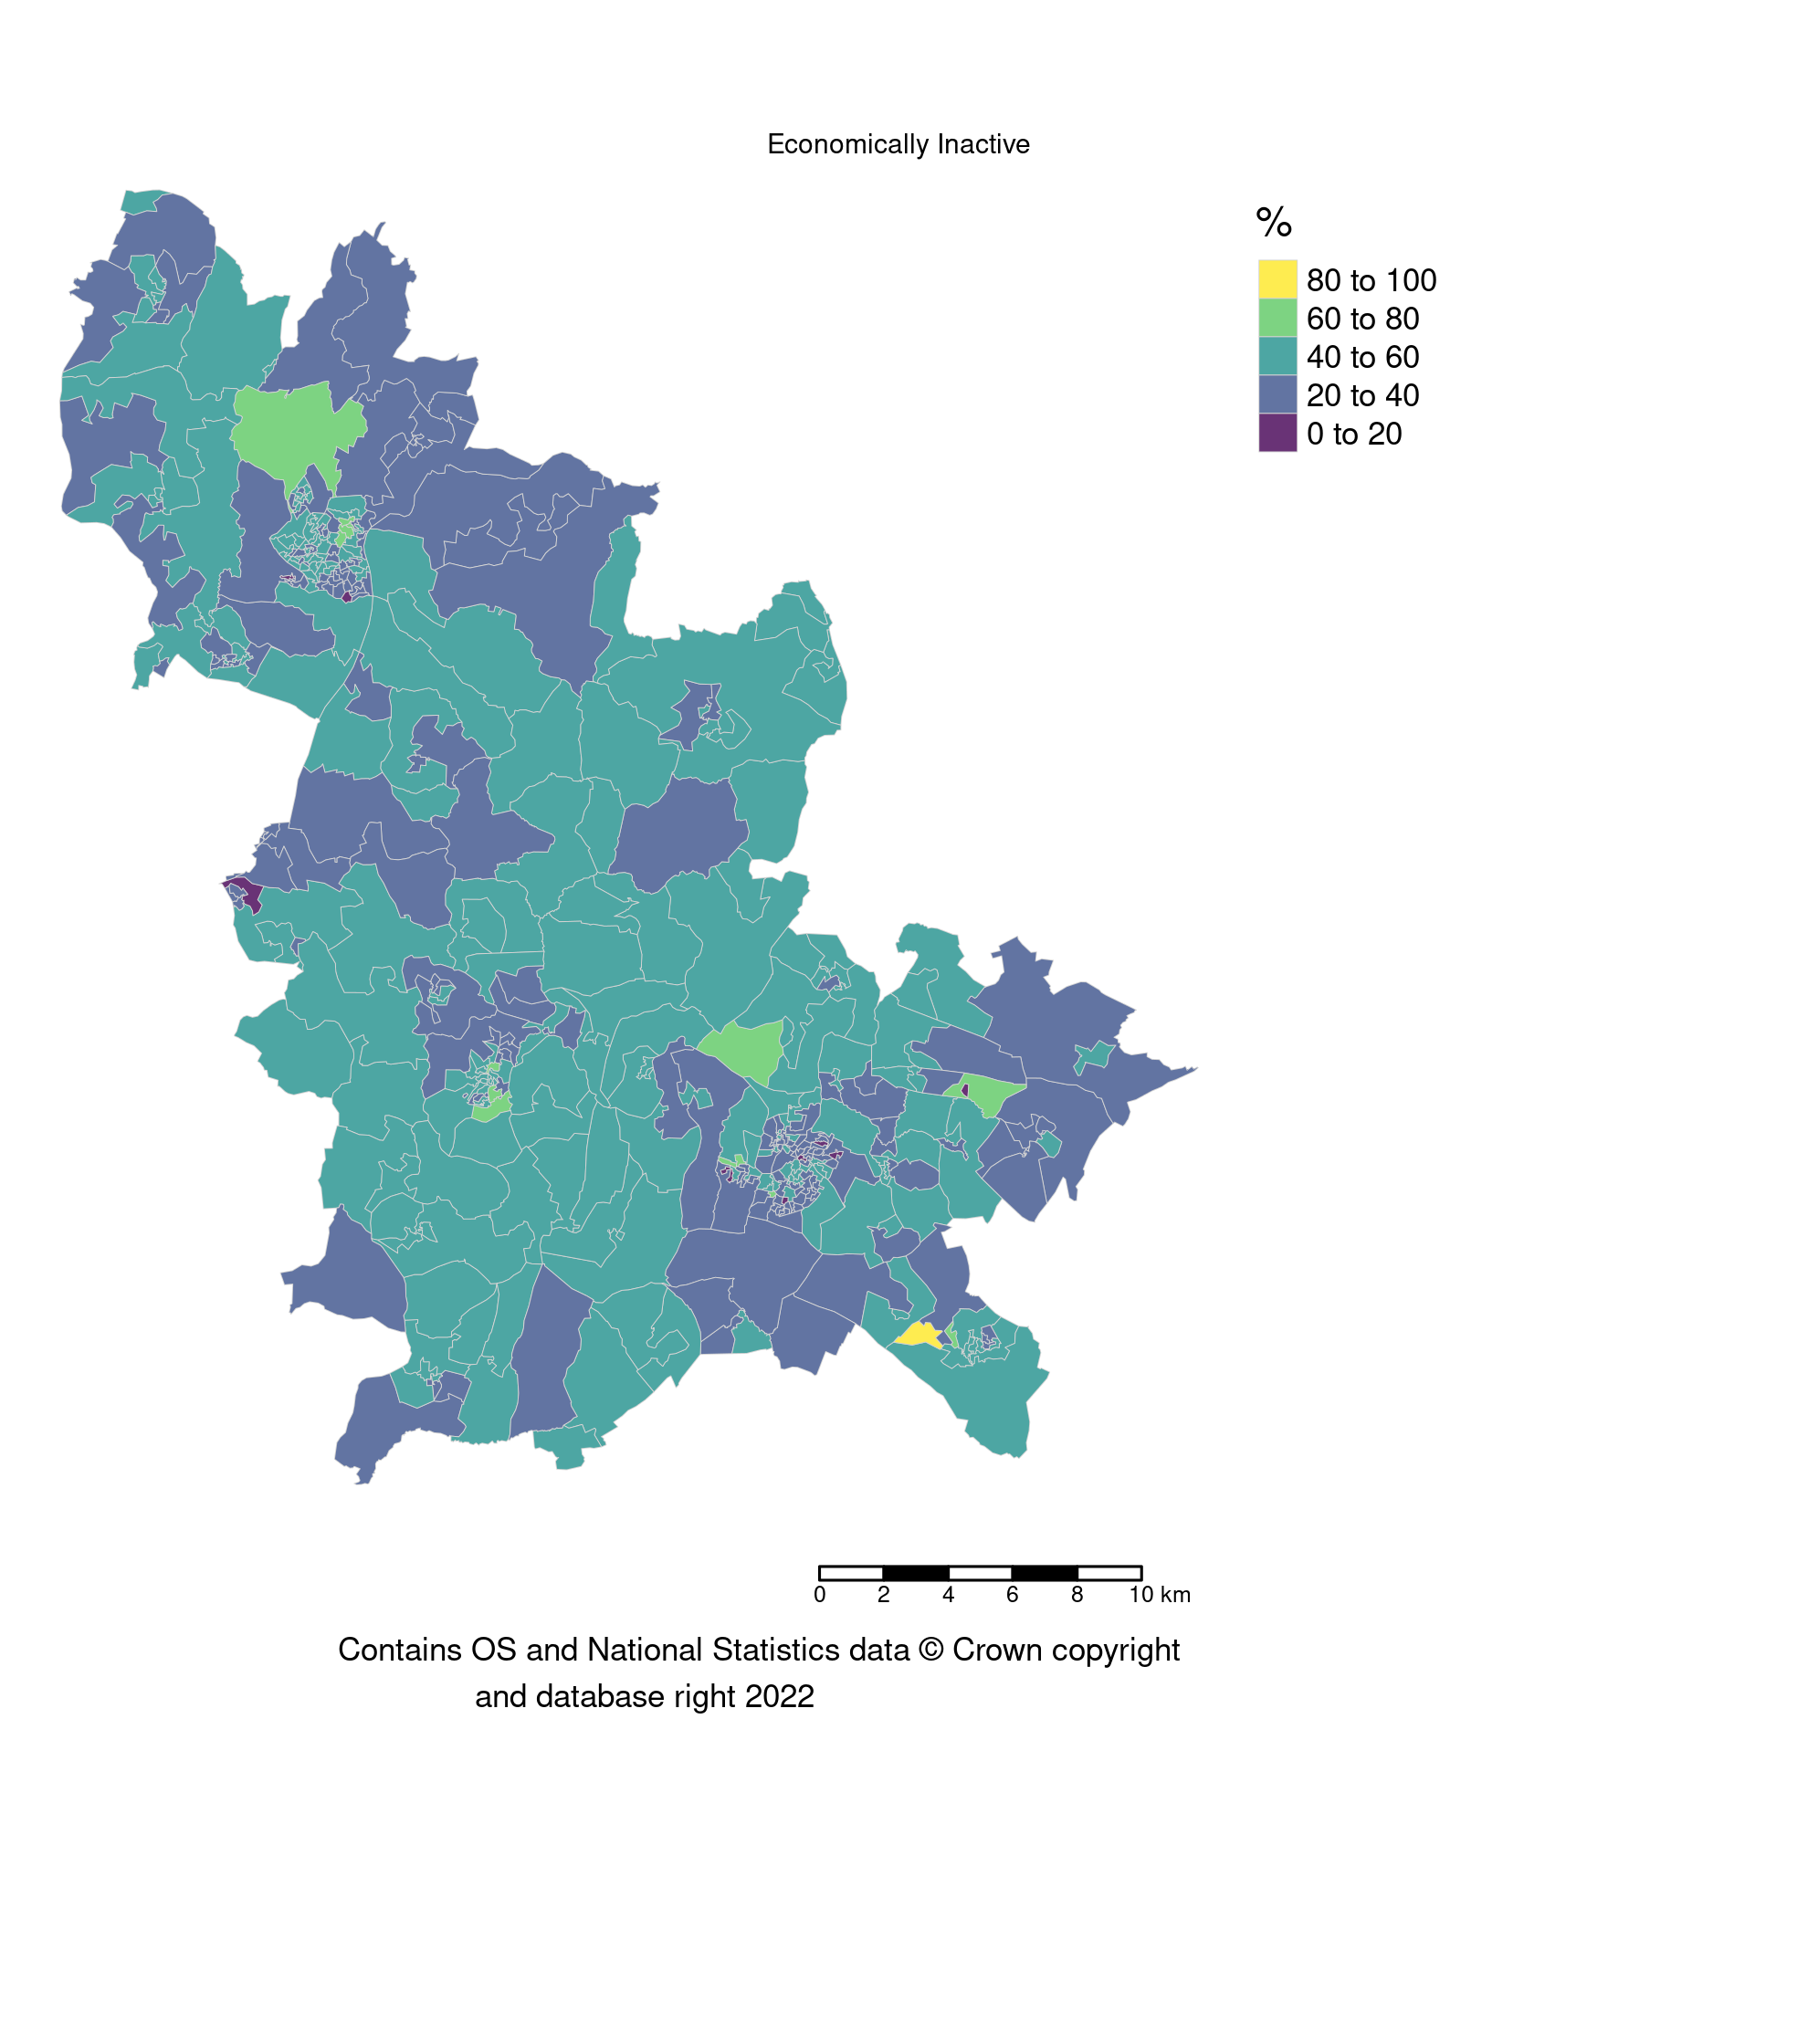 Economically Inactive
%
80 to 100
60 to 80
40 to 60
20 to 40
0 to 20
0 2 4 6 8 10 km
Contains OS and National Statistics data © Crown copyright
and database right 2022